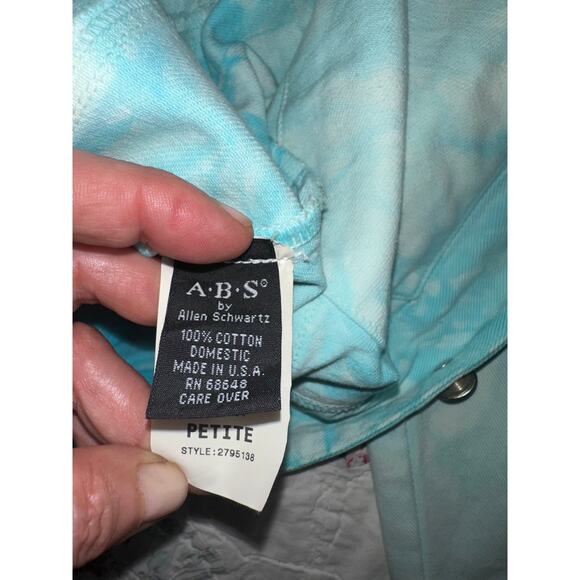 A·B·S©
by
Allen Schwartz
100% COTTON
DOMESTIC
MADE IN U.S.A.
RN 68648
CARE OVER
PETITE
STYLE:2795138